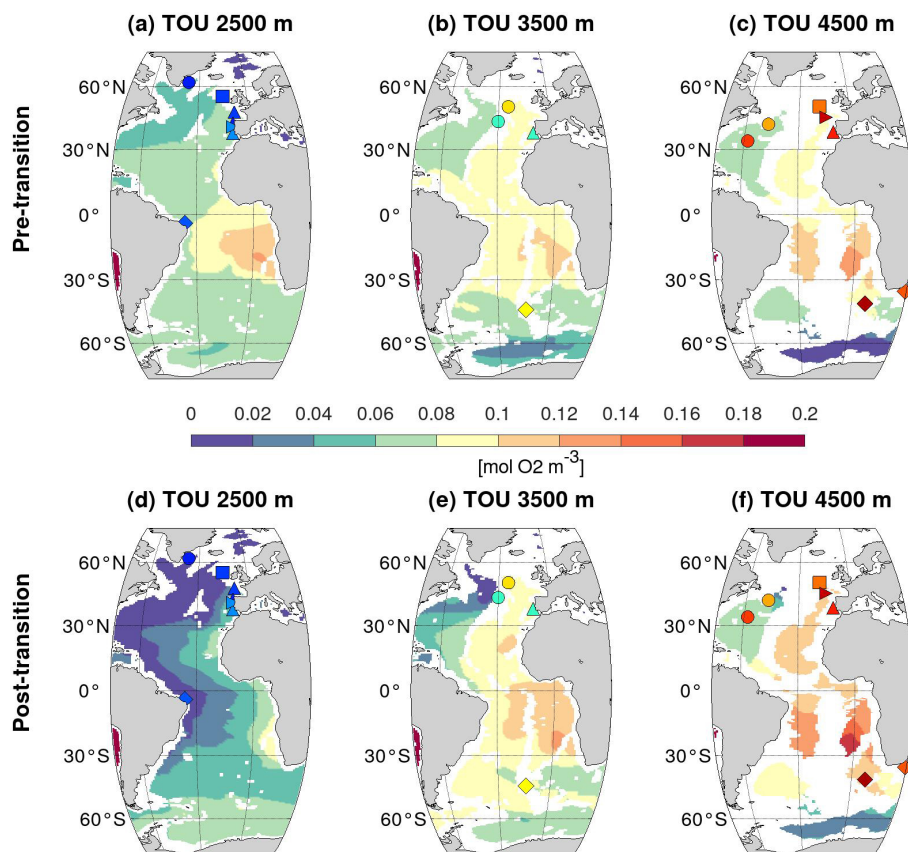 (a) TOU 2500 m (b) TOU 3500 m (c) TOU 4500 m
Pre-transition
60°N 60°N 60°N
30°N 30°N 30°N
0° 0° 0°
30°S 30°S 30°S
60°S 60°S 60°S
0 0.02 0.04 0.06 0.08 0.1 0.12 0.14 0.16 0.18 0.2
[mol O2 m⁻³]
(d) TOU 2500 m (e) TOU 3500 m (f) TOU 4500 m
Post-transition
60°N 60°N 60°N
30°N 30°N 30°N
0° 0° 0°
30°S 30°S 30°S
60°S 60°S 60°S